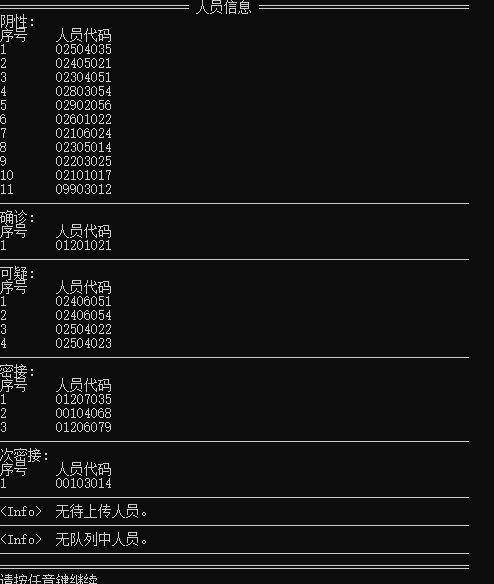 人员信息
阴性:
序号 人员代码
1 02504035
2 02405021
3 02304051
4 02803054
5 02902056
6 02601022
7 02106024
8 02305014
9 02203025
10 02101017
11 09903012
确诊:
序号 人员代码
1 01201021
可疑:
序号 人员代码
1 02406051
2 02406054
3 02504022
4 02504023
密接:
序号 人员代码
1 01207035
2 00104068
3 01206079
次密接:
序号 人员代码
1 00103014
<Info> 无待上传人员。
<Info> 无队列中人员。
请按任意键继续